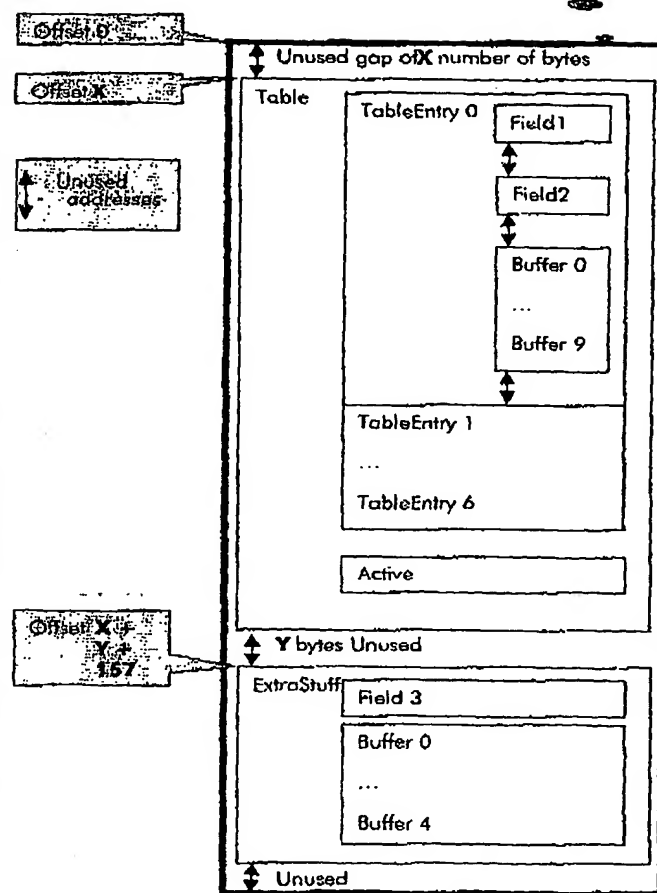 Offset 0
Unused gap of X number of bytes
Offset X
Table
TableEntry 0
Field1
Unused
addresses
Field2
Buffer 0
...
Buffer 9
TableEntry 1
...
TableEntry 6
Active
Offset X +
Y +
157
Y bytes Unused
ExtraStuff
Field 3
Buffer 0
...
Buffer 4
Unused